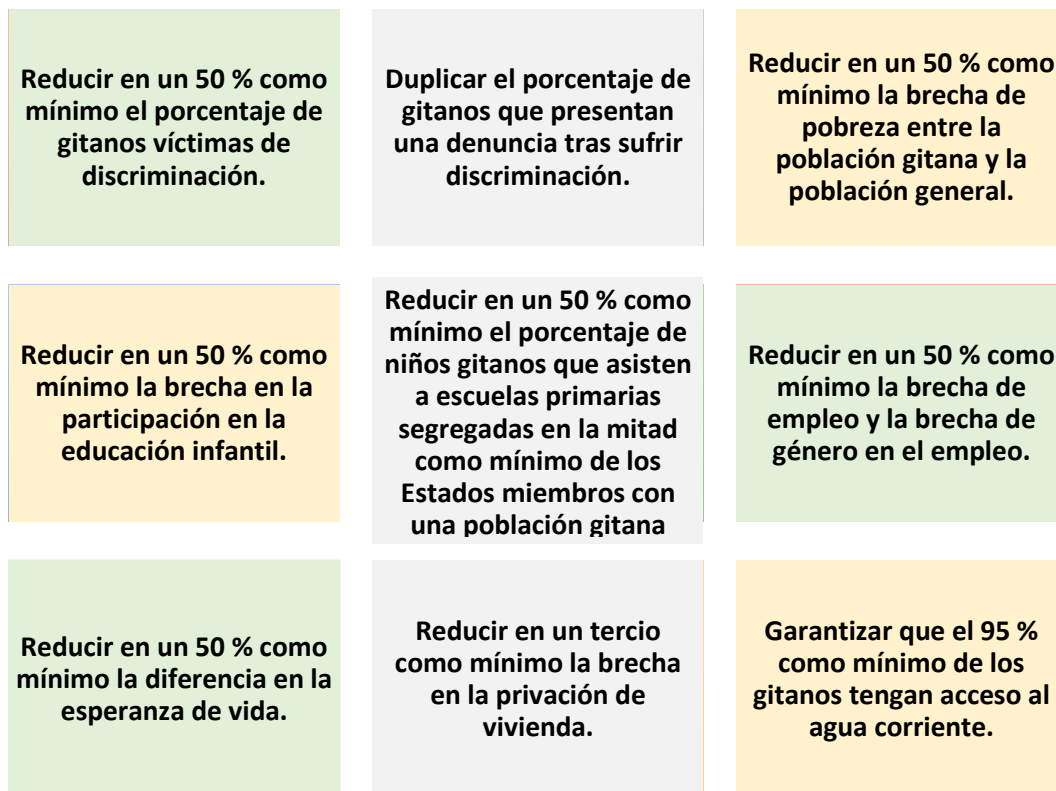 Reducir en un 50 % como
mínimo el porcentaje de
gitanos víctimas de
discriminación.
Duplicar el porcentaje de
gitanos que presentan
una denuncia tras sufrir
discriminación.
Reducir en un 50 % como
mínimo la brecha de
pobreza entre la
población gitana y la
población general.
Reducir en un 50 % como
mínimo la brecha en la
participación en la
educación infantil.
Reducir en un 50 % como
mínimo el porcentaje de
niños gitanos que asisten
a escuelas primarias
segregadas en la mitad
como mínimo de los
Estados miembros con
una población gitana
Reducir en un 50 % como
mínimo la brecha de
empleo y la brecha de
género en el empleo.
Reducir en un 50 % como
mínimo la diferencia en la
esperanza de vida.
Reducir en un tercio
como mínimo la brecha
en la privación de
vivienda.
Garantizar que el 95 %
como mínimo de los
gitanos tengan acceso al
agua corriente.